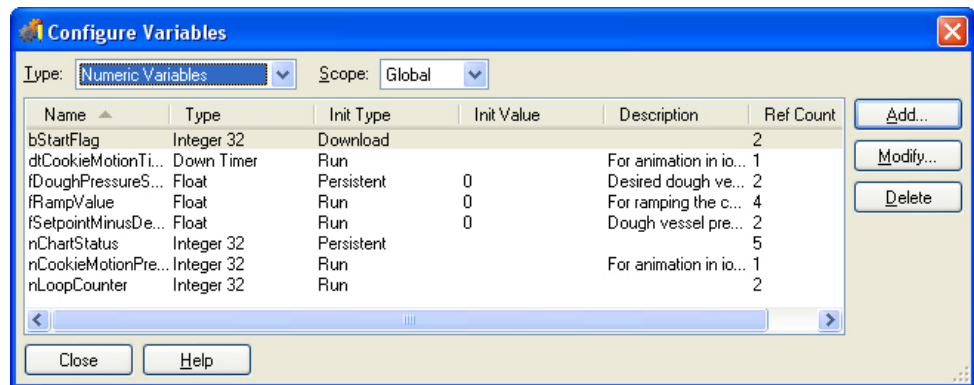 Configure Variables
Type: Numeric Variables Scope: Global
Name Type Init Type Init Value Description Ref Count Add...
bStartFlag Integer 32 Download 2
dtCookieMotionTi... Down Timer Run For animation in io... 1 Modify...
fDoughPressureS... Float Persistent 0 Desired dough ve... 2
fRampValue Float Run 0 For ramping the c... 4 Delete
fSetpointMinusDe... Float Run 0 Dough vessel pre... 2
nChartStatus Integer 32 Persistent 5
nCookieMotionPre... Integer 32 Run For animation in io... 1
nLoopCounter Integer 32 Run 2
Close Help